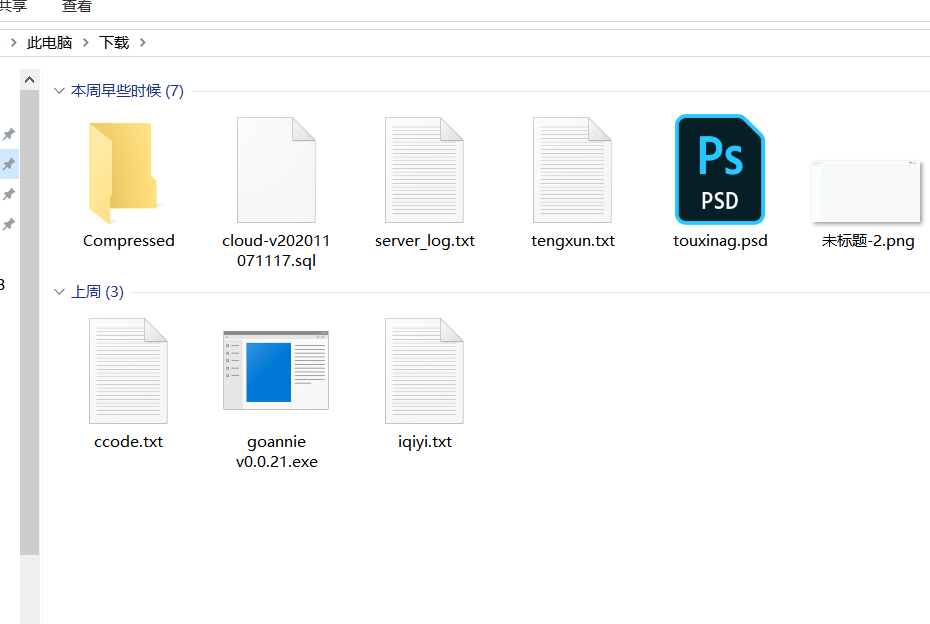 共享 查看
此电脑 下载
本周早些时候 (7)
Ps
PSD
Compressed
cloud-v202011
071117.sql
server_log.txt
tengxun.txt
touxinag.psd
未标题-2.png
上周 (3)
ccode.txt
goannie
v0.0.21.exe
iqiyi.txt